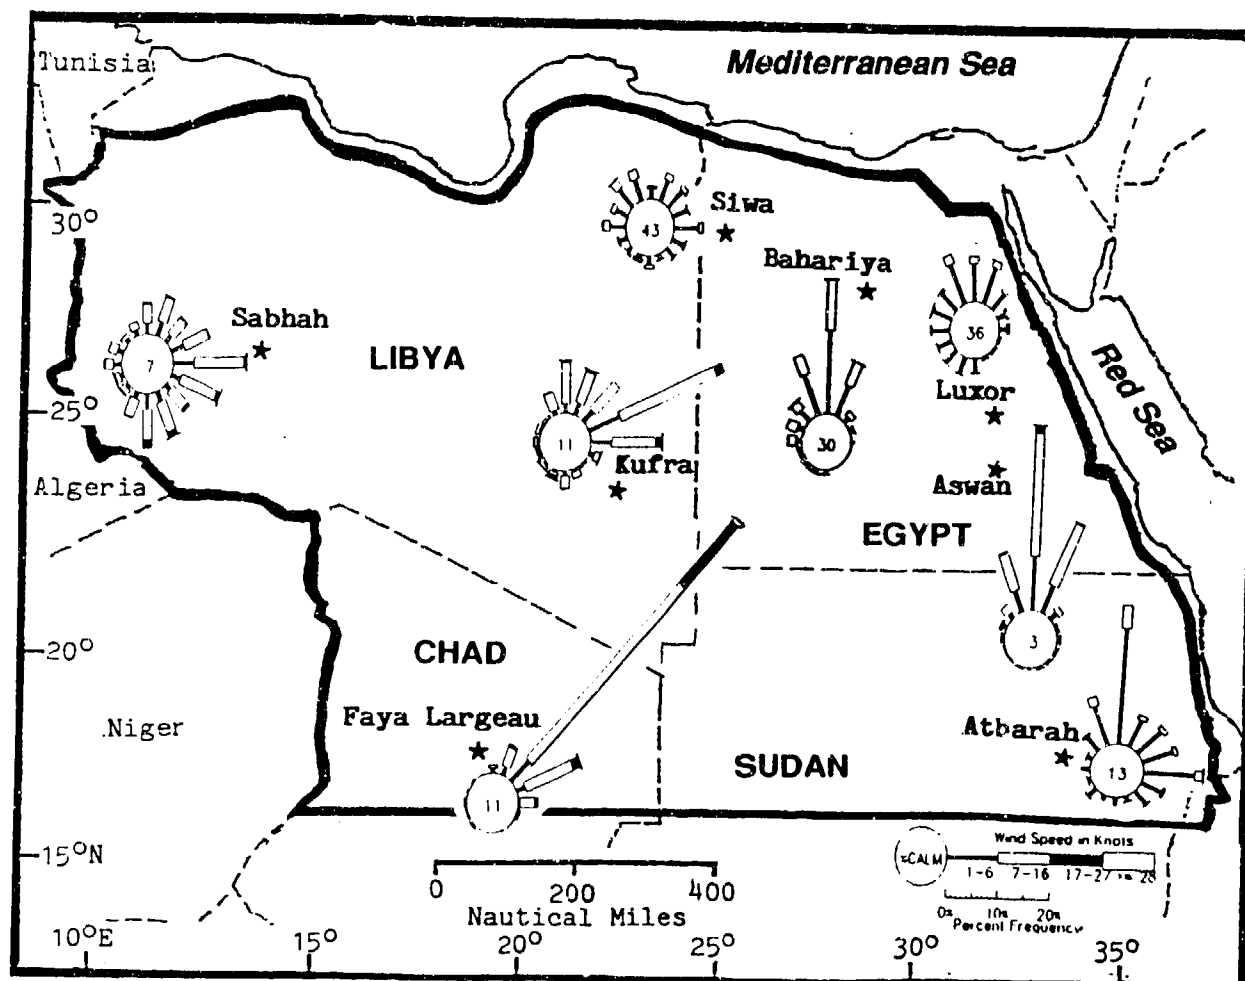 Tunisia
Mediterranean Sea
30°
Siwa
43
Bahariya
36
Sabhah
7
LIBYA
Red Sea
Luxor
25°
11
30
Kufra
Algeria
Aswan
EGYPT
3
20°
CHAD
Niger
Faya Largeau
Atbarah
SUDAN
13
11
Wind Speed in Knots
%CALM
1-6 7-16 17-27
15°N
0 200 400
Nautical Miles
0% 10% 20%
Percent Frequency
10°E 15° 20° 25° 30° 35°